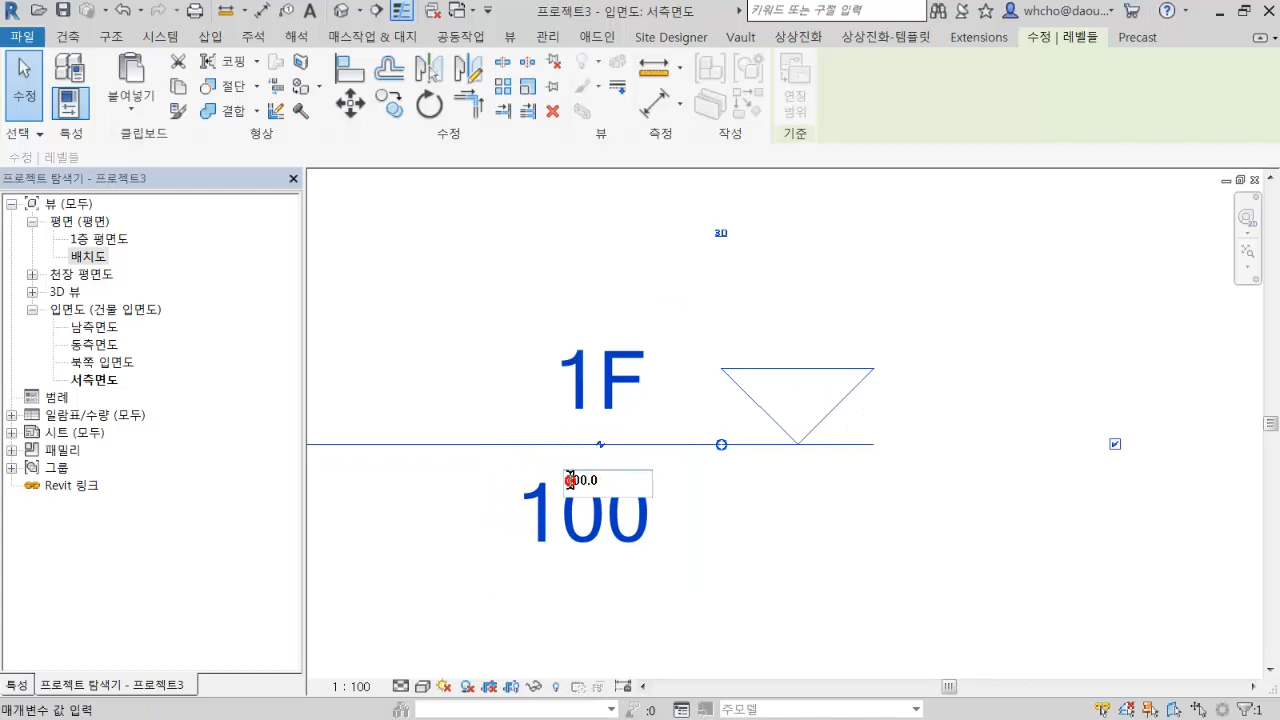 프로젝트3 - 입면도: 서측면도
키워드 또는 구절 입력
whcho@daou...
파일 건축 구조 시스템 삽입 주석 해석 매스작업 & 대지 공동작업 뷰 관리 애드인 Site Designer Vault 상상진화 상상진화-템플릿 Extensions 수정 | 레벨들 Precast
수정
붙여넣기
코핑
절단
결합
연장
범위
선택 특성 클립보드 형상 수정 뷰 측정 작성 기준
수정 | 레벨들
프로젝트 탐색기 - 프로젝트3
뷰 (모두)
평면 (평면)
1층 평면도
배치도
천장 평면도
3D 뷰
입면도 (건물 입면도)
남측면도
동측면도
북쪽 입면도
서측면도
범례
일람표/수량 (모두)
시트 (모두)
패밀리
그룹
Revit 링크
3D
1F
00.0
100
특성 프로젝트 탐색기 - 프로젝트3
1 : 100
매개변수 값 입력
:0
주모델
:1